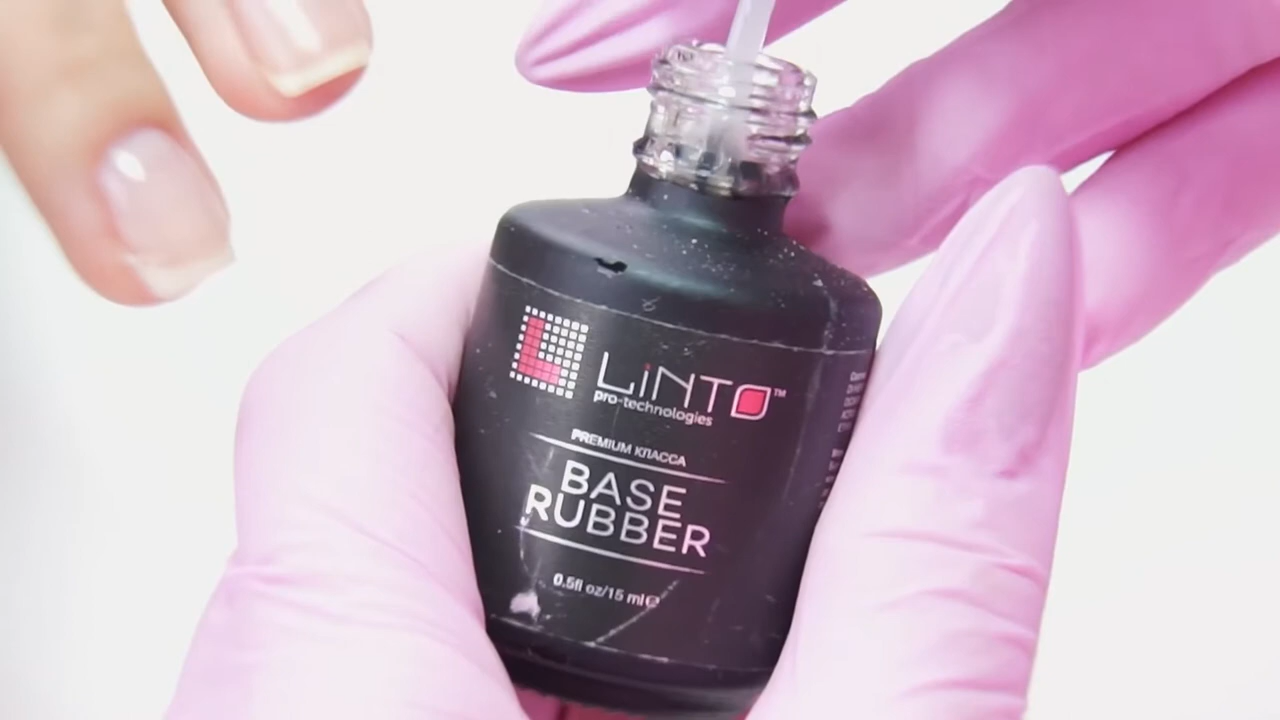 LiNTO™
pro-technologies
PREMIUM КЛАССА
BASE
RUBBER
0.5fl oz/15 ml℮